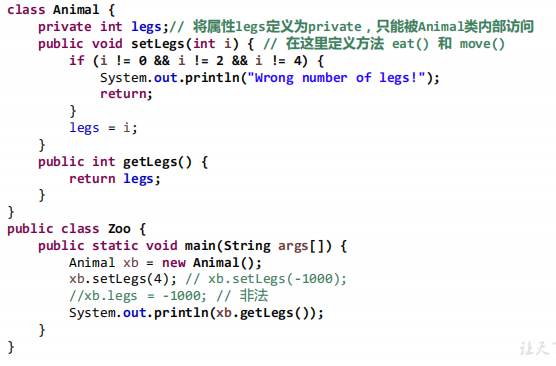 class Animal {
    private int legs;// 将属性legs定义为private，只能被Animal类内部访问
    public void setLegs(int i) { // 在这里定义方法 eat() 和 move()
        if (i != 0 && i != 2 && i != 4) {
            System.out.println("Wrong number of legs!");
            return;
        }
        legs = i;
    }
    public int getLegs() {
        return legs;
    }
}
public class Zoo {
    public static void main(String args[]) {
        Animal xb = new Animal();
        xb.setLegs(4); // xb.setLegs(-1000);
        //xb.legs = -1000; // 非法
        System.out.println(xb.getLegs());
    }
}
让天